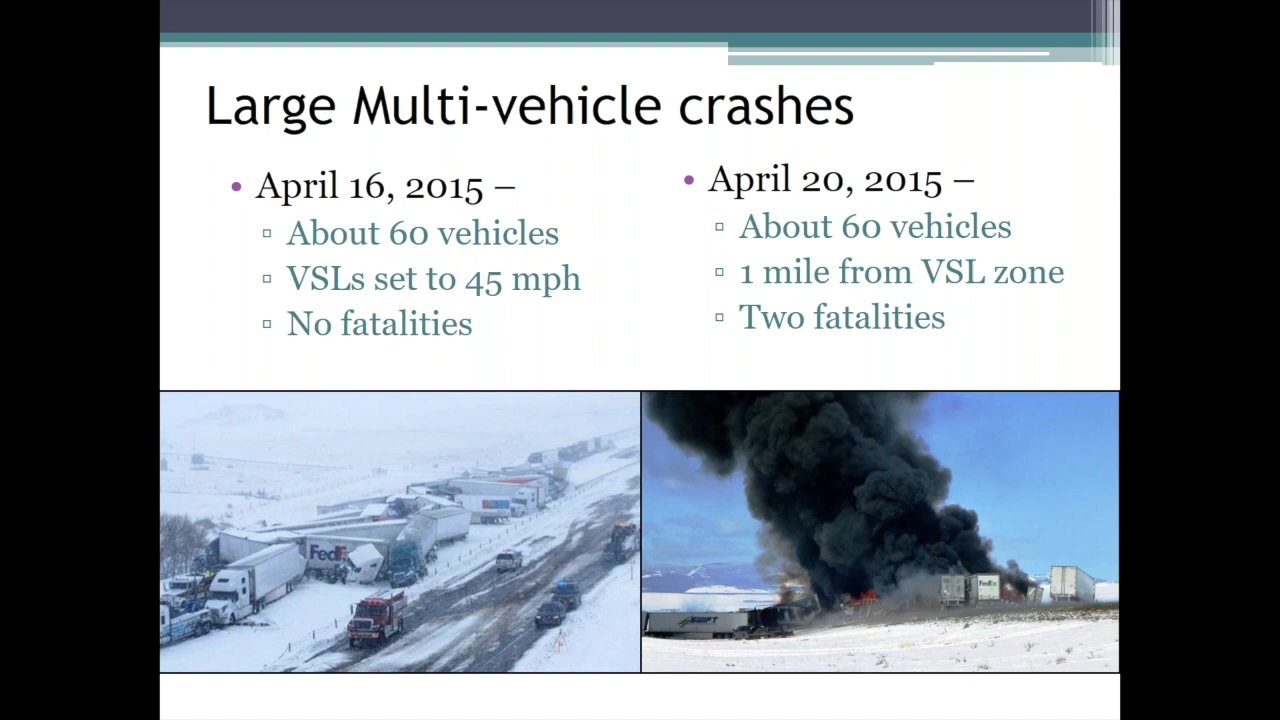 Large Multi-vehicle crashes
• April 16, 2015 –
▫ About 60 vehicles
▫ VSLs set to 45 mph
▫ No fatalities
• April 20, 2015 –
▫ About 60 vehicles
▫ 1 mile from VSL zone
▫ Two fatalities
FedEx
SWIFT
FedEx